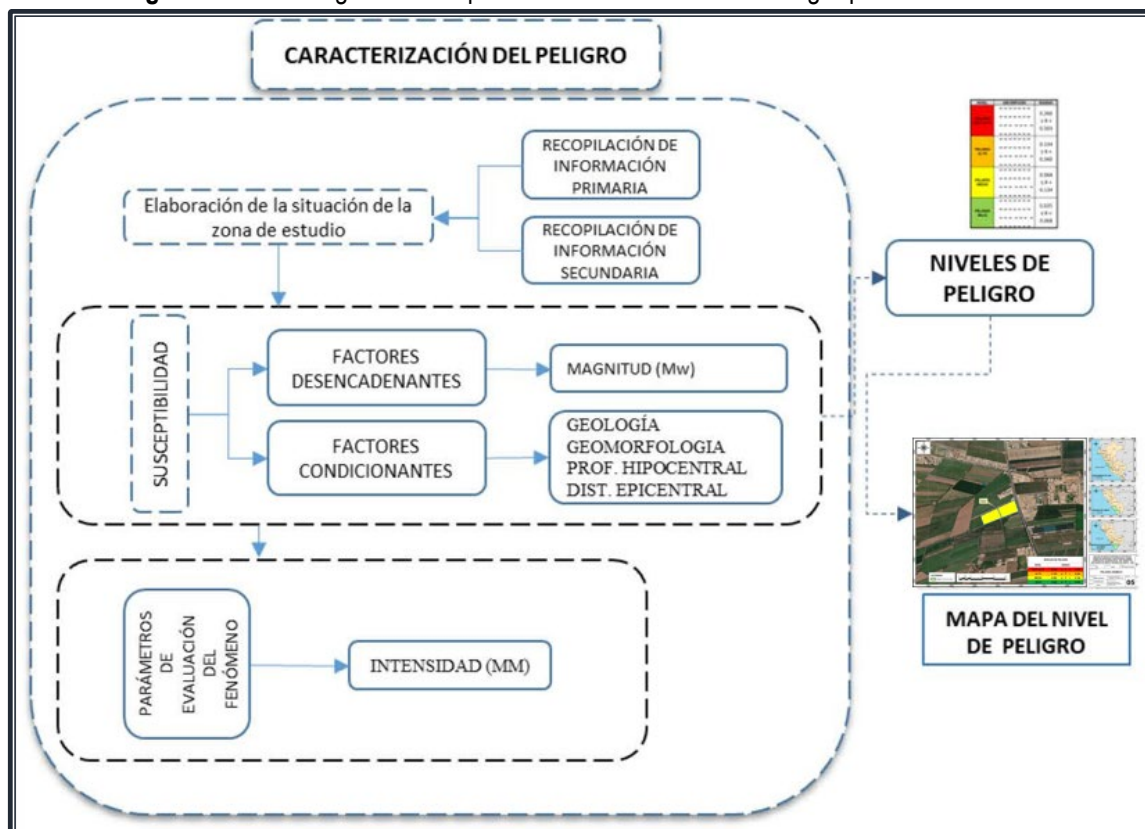 CARACTERIZACIÓN DEL PELIGRO
RECOPILACIÓN DE
INFORMACIÓN
PRIMARIA
Elaboración de la situación de la
zona de estudio
RECOPILACIÓN DE
INFORMACIÓN
SECUNDARIA
SUSCEPTIBILIDAD
FACTORES
DESENCADENANTES
MAGNITUD (Mw)
FACTORES
CONDICIONANTES
GEOLOGÍA
GEOMORFOLOGIA
PROF. HIPOCENTRAL
DIST. EPICENTRAL
PARÁMETROS
DE
EVALUACIÓN
DEL
FENÓMENO
INTENSIDAD (MM)
NIVELES DE
PELIGRO
05
MAPA DEL NIVEL
DE PELIGRO